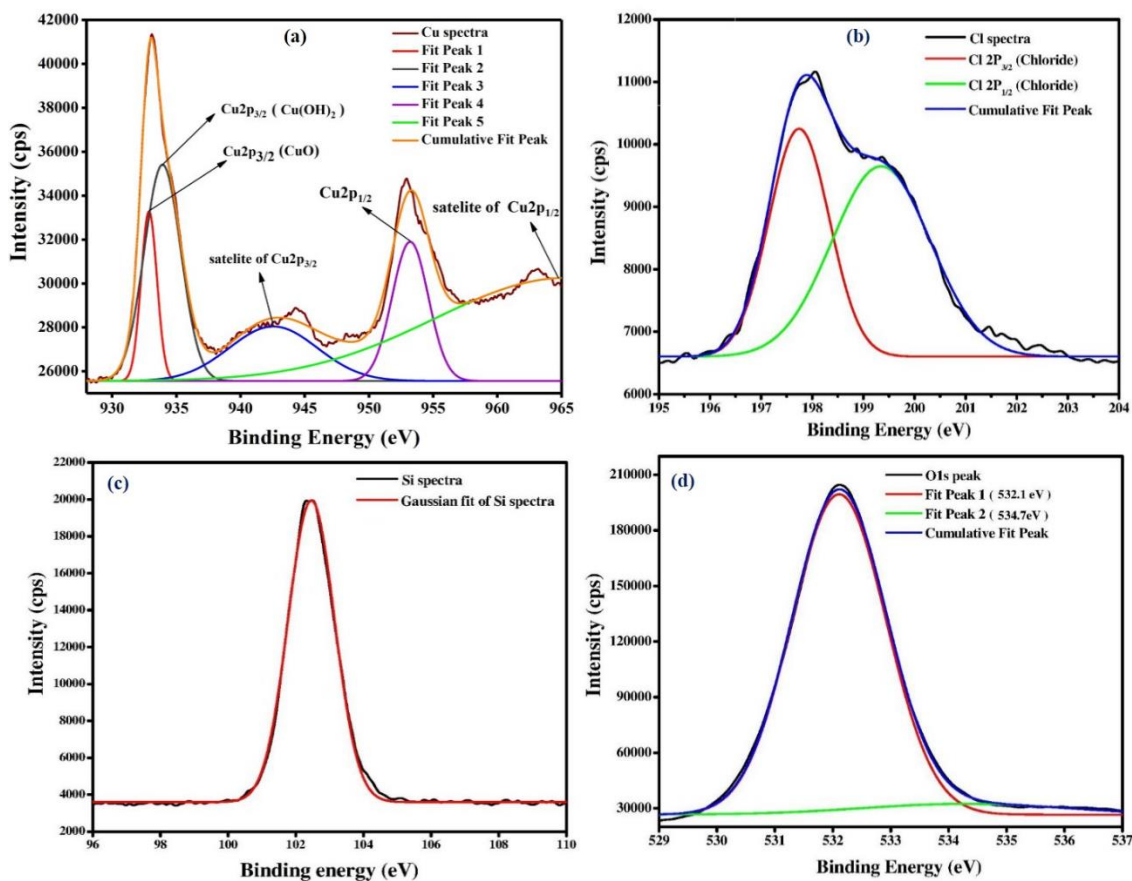 (a)
Cu spectra
Fit Peak 1
Fit Peak 2
Fit Peak 3
Fit Peak 4
Fit Peak 5
Cumulative Fit Peak
Cu2p3/2 ( Cu(OH)2 )
Cu2p3/2 (CuO)
satelite of Cu2p3/2
Cu2p1/2
satelite of Cu2p1/2
Intensity (cps)
42000
40000
38000
36000
34000
32000
30000
28000
26000
930 935 940 945 950 955 960 965
Binding Energy (eV)
(b)
Cl spectra
Cl 2P3/2 (Chloride)
Cl 2P1/2 (Chloride)
Cumulative Fit Peak
Intensity (cps)
12000
11000
10000
9000
8000
7000
6000
195 196 197 198 199 200 201 202 203 204
Binding Energy (eV)
(c)
Si spectra
Gaussian fit of Si spectra
Intensity (cps)
22000
20000
18000
16000
14000
12000
10000
8000
6000
4000
2000
96 98 100 102 104 106 108 110
Binding energy (eV)
(d)
O1s peak
Fit Peak 1 ( 532.1 eV )
Fit Peak 2 ( 534.7eV )
Cumulative Fit Peak
Intensity (cps)
210000
180000
150000
120000
90000
60000
30000
529 530 531 532 533 534 535 536 537
Binding Energy (eV)